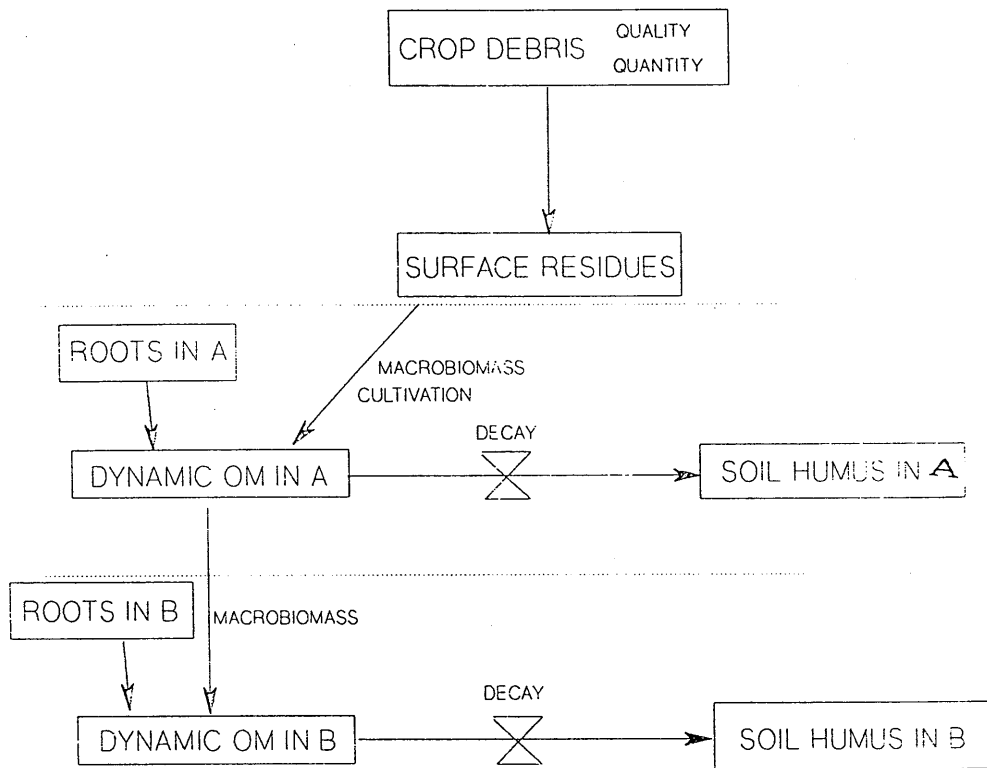 CROP DEBRIS
QUALITY
QUANTITY
SURFACE RESIDUES
ROOTS IN A
MACROBIOMASS
CULTIVATION
DECAY
DYNAMIC OM IN A
SOIL HUMUS IN A
ROOTS IN B
MACROBIOMASS
DECAY
DYNAMIC OM IN B
SOIL HUMUS IN B